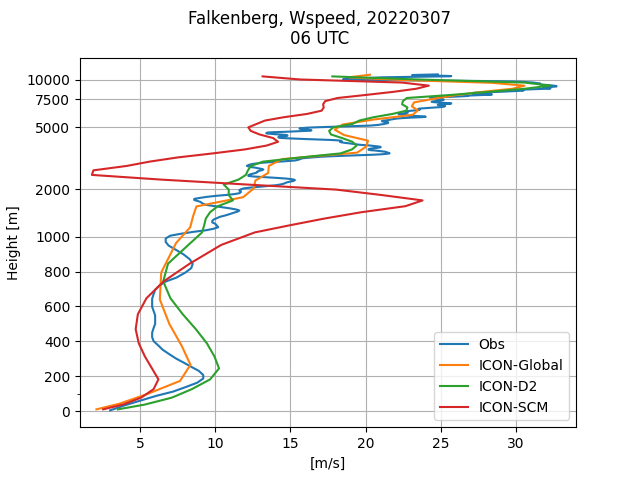 Falkenberg, Wspeed, 20220307
06 UTC
Height [m]
10000
7500
5000
2000
1000
800
600
400
200
0
5 10 15 20 25 30
[m/s]
Obs
ICON-Global
ICON-D2
ICON-SCM